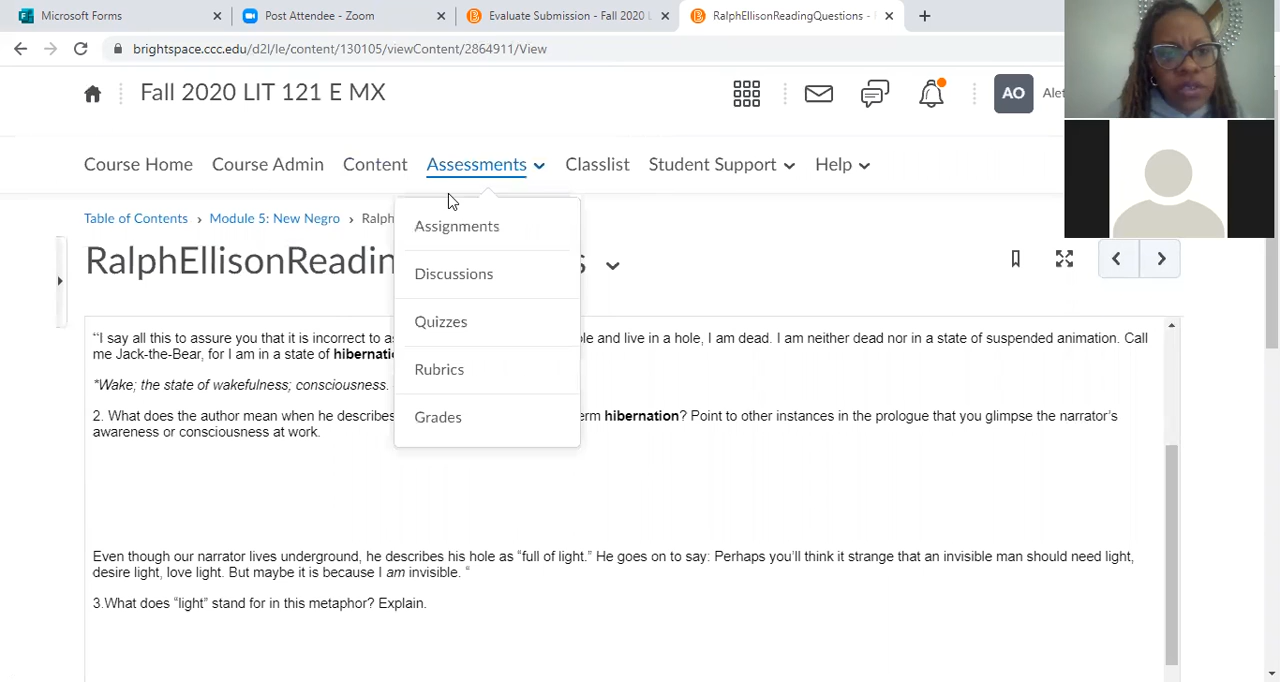 Microsoft Forms
Post Attendee - Zoom
Evaluate Submission - Fall 2020 L
RalphEllisonReadingQuestions -
brightspace.ccc.edu/d2l/le/content/130105/viewContent/2864911/View
Fall 2020 LIT 121 E MX
AO
Alet
Course Home
Course Admin
Content
Assessments
Classlist
Student Support
Help
Table of Contents › Module 5: New Negro › Ralph
Assignments
Discussions
Quizzes
Rubrics
Grades
RalphEllisonReadin s
“I say all this to assure you that it is incorrect to as le and live in a hole, I am dead. I am neither dead nor in a state of suspended animation. Call
me Jack-the-Bear, for I am in a state of hibernatio
*Wake; the state of wakefulness; consciousness.
2. What does the author mean when he describes erm hibernation? Point to other instances in the prologue that you glimpse the narrator’s
awareness or consciousness at work.
Even though our narrator lives underground, he describes his hole as “full of light.” He goes on to say: Perhaps you’ll think it strange that an invisible man should need light,
desire light, love light. But maybe it is because I am invisible. “
3.What does “light” stand for in this metaphor? Explain.